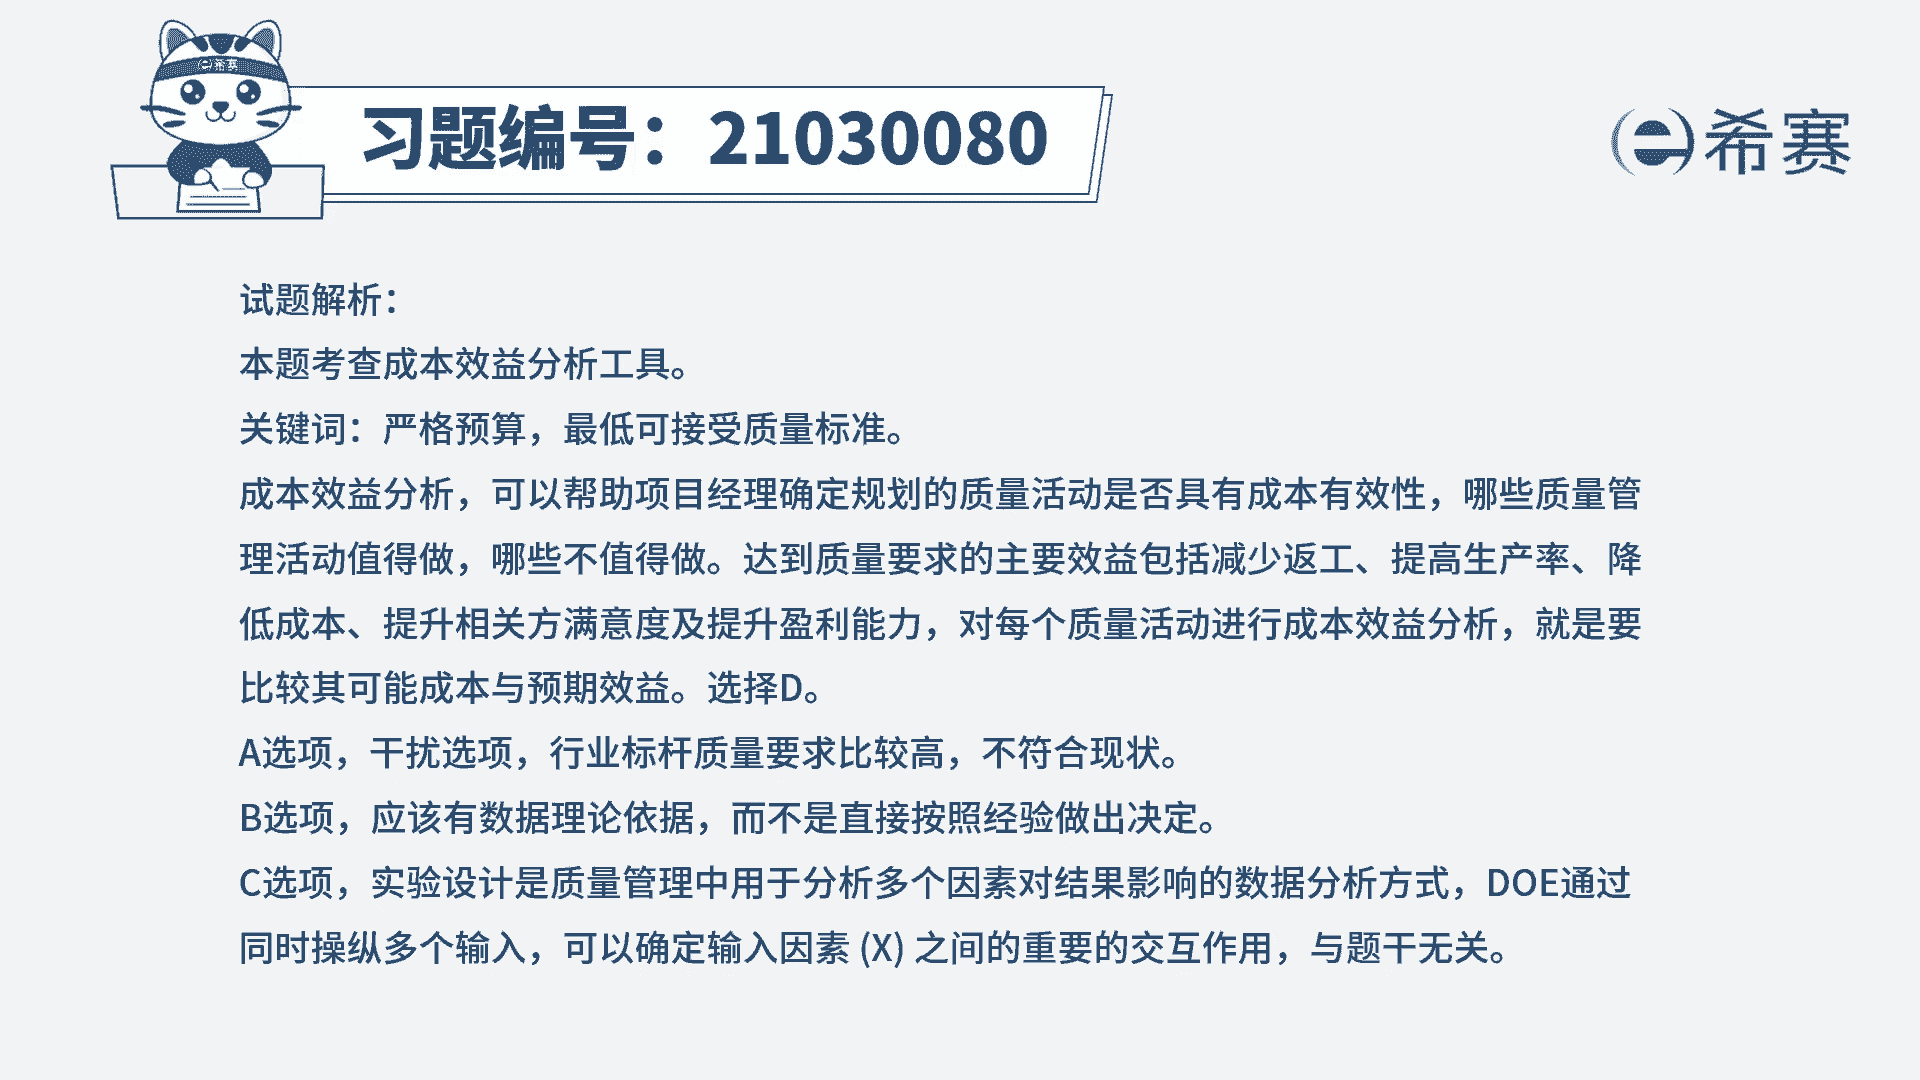 希赛
习题编号：21030080
希赛
试题解析：
本题考查成本效益分析工具。
关键词：严格预算，最低可接受质量标准。
成本效益分析，可以帮助项目经理确定规划的质量活动是否具有成本有效性，哪些质量管
理活动值得做，哪些不值得做。达到质量要求的主要效益包括减少返工、提高生产率、降
低成本、提升相关方满意度及提升盈利能力，对每个质量活动进行成本效益分析，就是要
比较其可能成本与预期效益。选择D。
A选项，干扰选项，行业标杆质量要求比较高，不符合现状。
B选项，应该有数据理论依据，而不是直接按照经验做出决定。
C选项，实验设计是质量管理中用于分析多个因素对结果影响的数据分析方式，DOE通过
同时操纵多个输入，可以确定输入因素 (X) 之间的重要的交互作用，与题干无关。